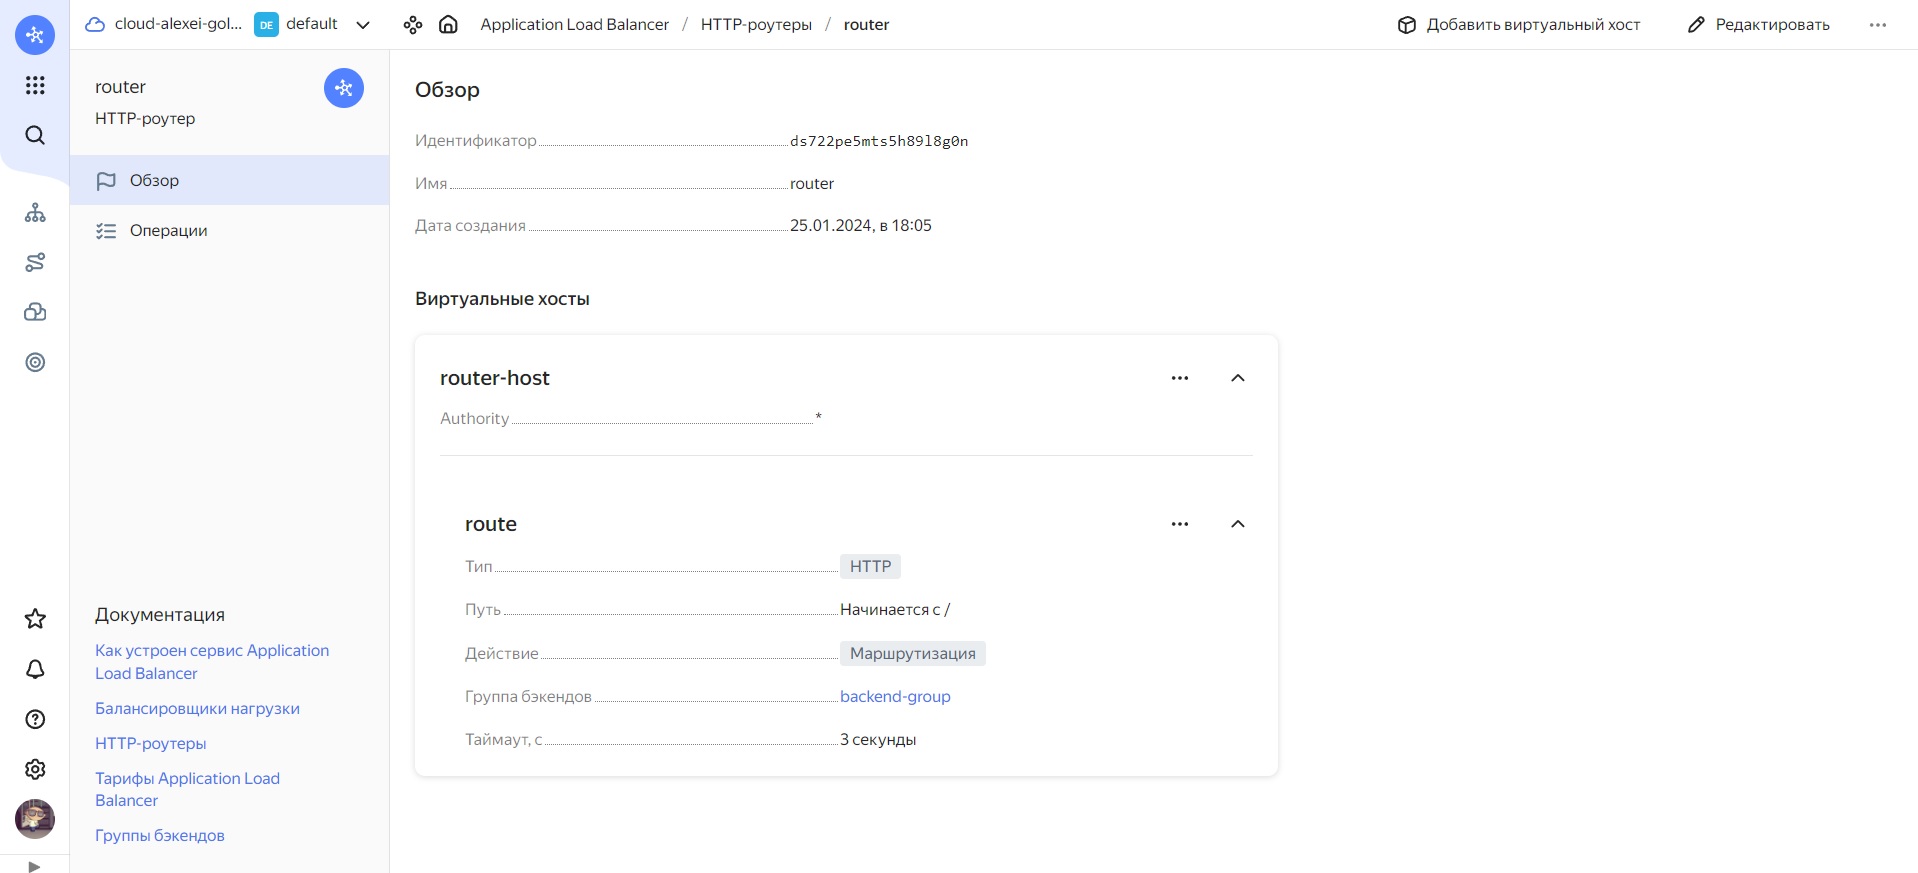 cloud-alexei-gol...
DE
default
Application Load Balancer / HTTP-роутеры / router
Добавить виртуальный хост
Редактировать
router
HTTP-роутер
Обзор
Операции
Документация
Как устроен сервис Application
Load Balancer
Балансировщики нагрузки
HTTP-роутеры
Тарифы Application Load
Balancer
Группы бэкендов
Обзор
Идентификатор ds722pe5mts5h89l8g0n
Имя router
Дата создания 25.01.2024, в 18:05
Виртуальные хосты
router-host
Authority *
route
Тип HTTP
Путь Начинается с /
Действие Маршрутизация
Группа бэкендов backend-group
Таймаут, с 3 секунды